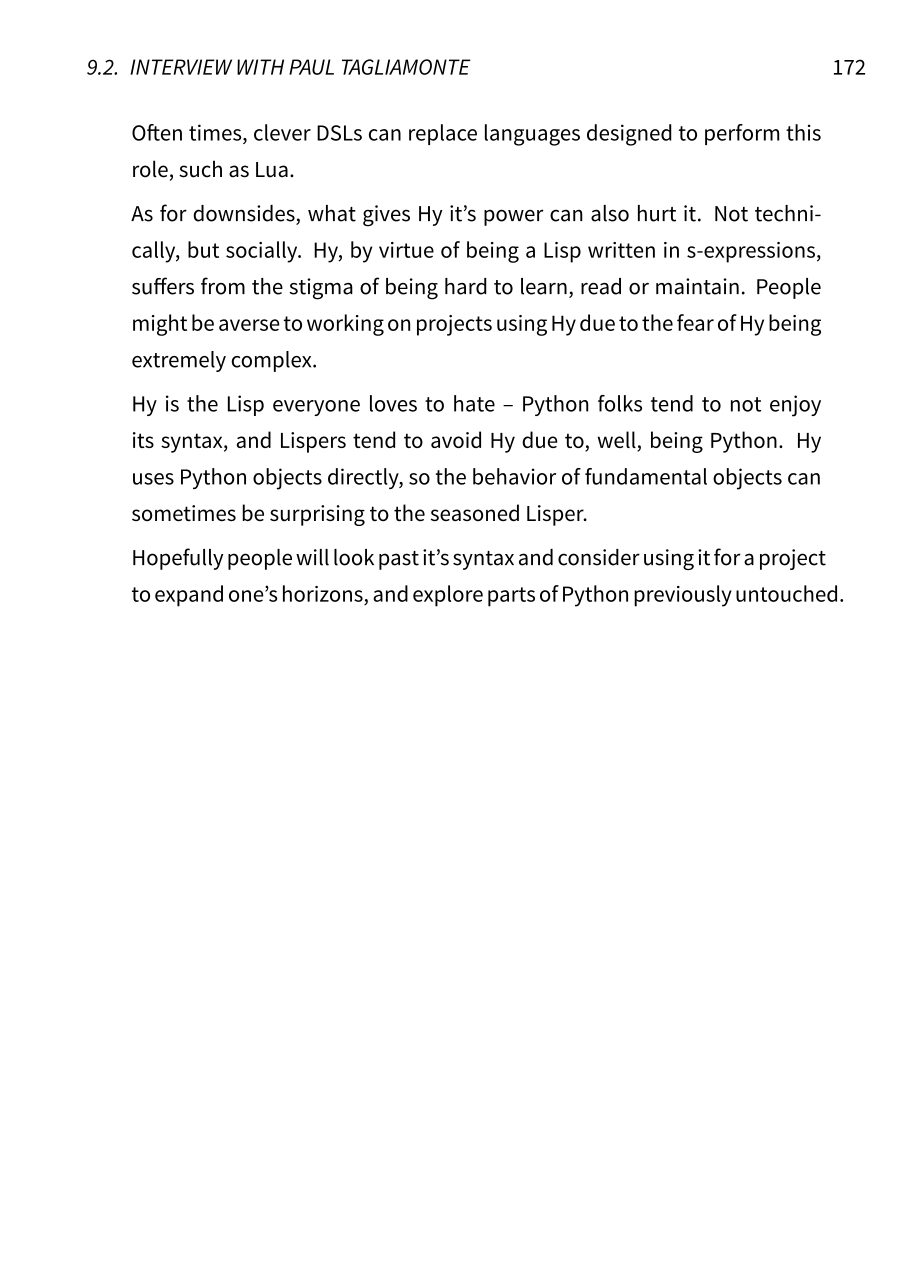 9.2. INTERVIEW WITH PAUL TAGLIAMONTE 172
Often times, clever DSLs can replace languages designed to perform this
role, such as Lua.
As for downsides, what gives Hy it’s power can also hurt it. Not techni-
cally, but socially. Hy, by virtue of being a Lisp written in s-expressions,
suffers from the stigma of being hard to learn, read or maintain. People
might be averse to working on projects using Hy due to the fear of Hy being
extremely complex.
Hy is the Lisp everyone loves to hate – Python folks tend to not enjoy
its syntax, and Lispers tend to avoid Hy due to, well, being Python. Hy
uses Python objects directly, so the behavior of fundamental objects can
sometimes be surprising to the seasoned Lisper.
Hopefully people will look past it’s syntax and consider using it for a project
to expand one’s horizons, and explore parts of Python previously untouched.